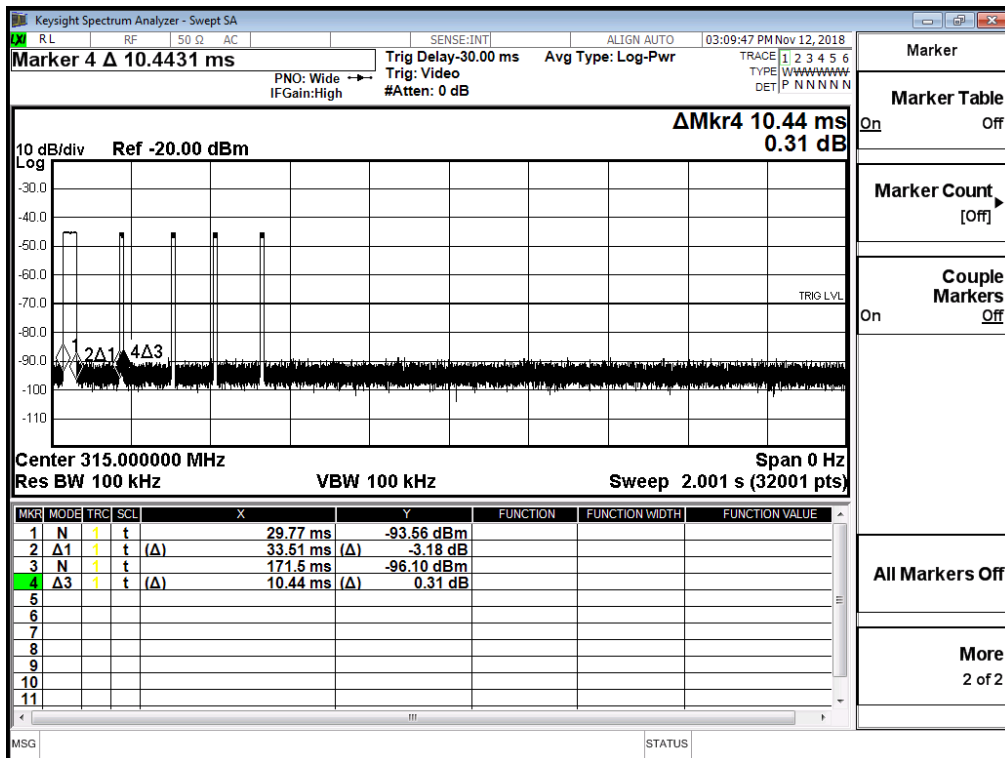 Keysight Spectrum Analyzer - Swept SA
LXI RL RF 50 Ω AC SENSE:INT ALIGN AUTO 03:09:47 PM Nov 12, 2018
Marker 4 Δ 10.4431 ms
PNO: Wide
IFGain:High
Trig Delay-30.00 ms
Trig: Video
#Atten: 0 dB
Avg Type: Log-Pwr
TRACE 1 2 3 4 5 6
TYPE WWWWWW
DET P N N N N N
ΔMkr4 10.44 ms
0.31 dB
10 dB/div Ref -20.00 dBm
Log
-30.0
-40.0
-50.0
-60.0
-70.0
-80.0
-90.0
-100
-110
TRIG LVL
1
2Δ1
4Δ3
Center 315.000000 MHz Span 0 Hz
Res BW 100 kHz VBW 100 kHz Sweep 2.001 s (32001 pts)
MKR MODE TRC SCL X Y FUNCTION FUNCTION WIDTH FUNCTION VALUE
1 N 1 t 29.77 ms -93.56 dBm
2 Δ1 1 t (Δ) 33.51 ms (Δ) -3.18 dB
3 N 1 t 171.5 ms -96.10 dBm
4 Δ3 1 t (Δ) 10.44 ms (Δ) 0.31 dB
5
6
7
8
9
10
11
MSG STATUS
Marker
Marker Table
On Off
Marker Count
[Off]
Couple
Markers
On Off
All Markers Off
More
2 of 2